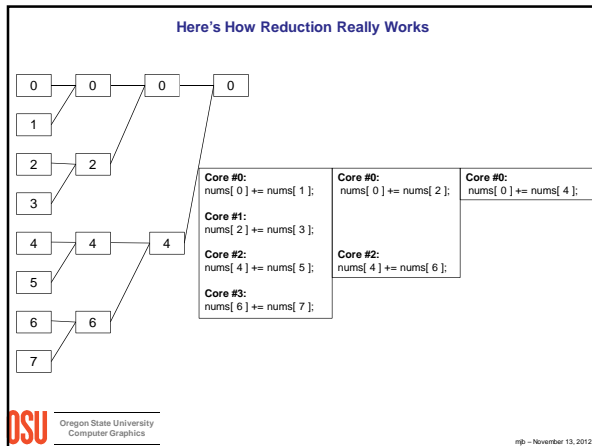 Here's How Reduction Really Works
0 0 0 0
1
2 2
3
4 4 4
5
6 6
7
Core #0:
nums[ 0 ] += nums[ 1 ];
Core #1:
nums[ 2 ] += nums[ 3 ];
Core #2:
nums[ 4 ] += nums[ 5 ];
Core #3:
nums[ 6 ] += nums[ 7 ];
Core #0:
nums[ 0 ] += nums[ 2 ];
Core #2:
nums[ 4 ] += nums[ 6 ];
Core #0:
nums[ 0 ] += nums[ 4 ];
OSU
Oregon State University
Computer Graphics
mjb – November 13, 2012